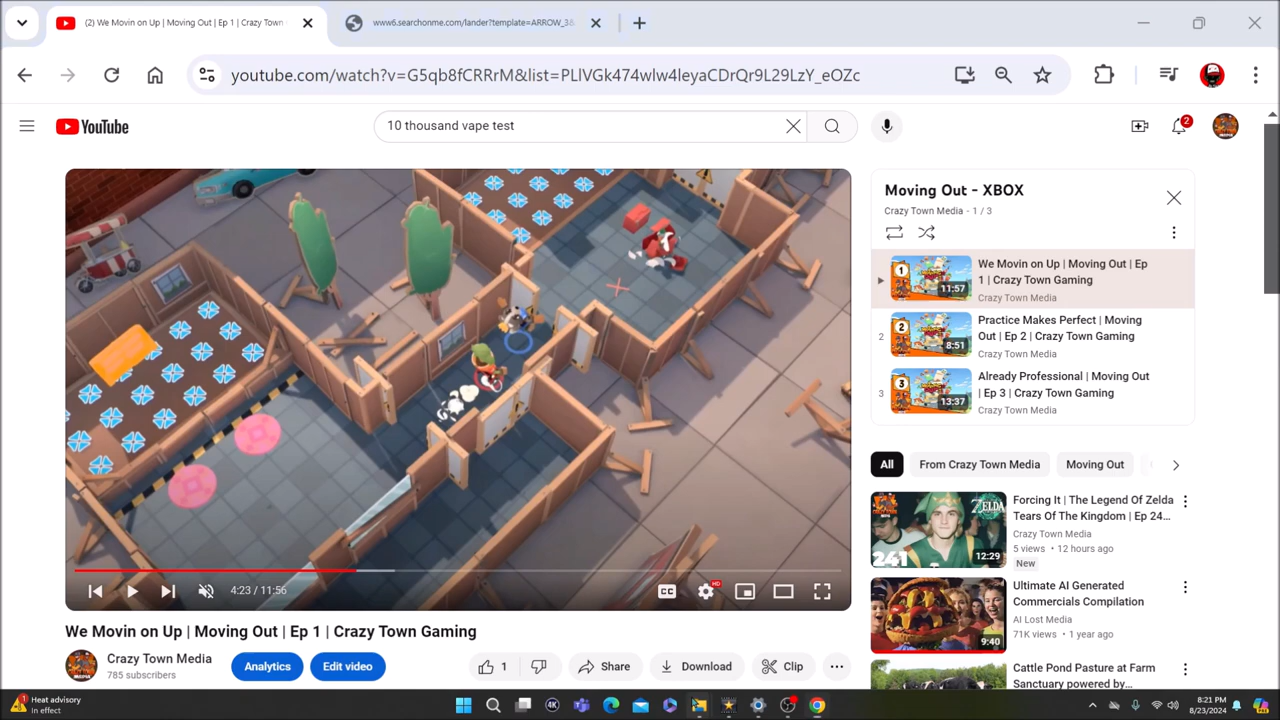 (2) We Movin on Up | Moving Out | Ep 1 | Crazy Town
www6.searchonme.com/lander?template=ARROW_3&
youtube.com/watch?v=G5qb8fCRRrM&list=PLlVGk474wlw4leyaCDrQr9L29LzY_eOZc
YouTube
10 thousand vape test
2
Moving Out - XBOX
Crazy Town Media - 1 / 3
1
11:57
We Movin on Up | Moving Out | Ep
1 | Crazy Town Gaming
Crazy Town Media
2
2
8:51
Practice Makes Perfect | Moving
Out | Ep 2 | Crazy Town Gaming
Crazy Town Media
3
3
13:37
Already Professional | Moving Out
| Ep 3 | Crazy Town Gaming
Crazy Town Media
All
From Crazy Town Media
Moving Out
ZELDA
241
12:29
Forcing It | The Legend Of Zelda
Tears Of The Kingdom | Ep 24...
Crazy Town Media
5 views • 12 hours ago
New
9:40
Ultimate AI Generated
Commercials Compilation
AI Lost Media
71K views • 1 year ago
Cattle Pond Pasture at Farm
Sanctuary powered by...
4:23 / 11:56
CC
HD
We Movin on Up | Moving Out | Ep 1 | Crazy Town Gaming
Crazy Town Media
785 subscribers
Analytics
Edit video
1
Share
Download
Clip
Heat advisory
In effect
4K
8:21 PM
8/23/2024